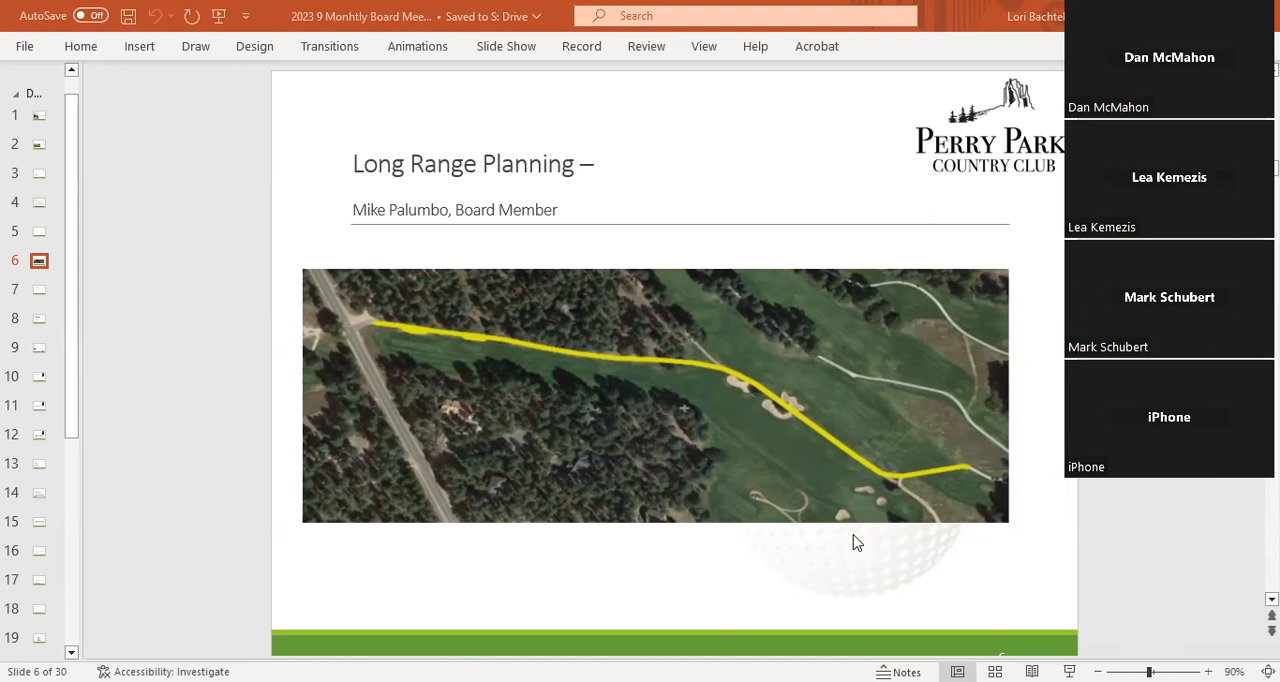 AutoSave Off 2023 9 Monhtly Board Mee... • Saved to S: Drive Search Lori Bachtel
File Home Insert Draw Design Transitions Animations Slide Show Record Review View Help Acrobat
D...
1
2
3
4
5
6
7
8
9
10
11
12
13
14
15
16
17
18
19
PERRY PARK
COUNTRY CLUB
Long Range Planning –
Mike Palumbo, Board Member
Dan McMahon
Dan McMahon
Lea Kemezis
Lea Kemezis
Mark Schubert
Mark Schubert
iPhone
iPhone
Slide 6 of 30 Accessibility: Investigate Notes 90%